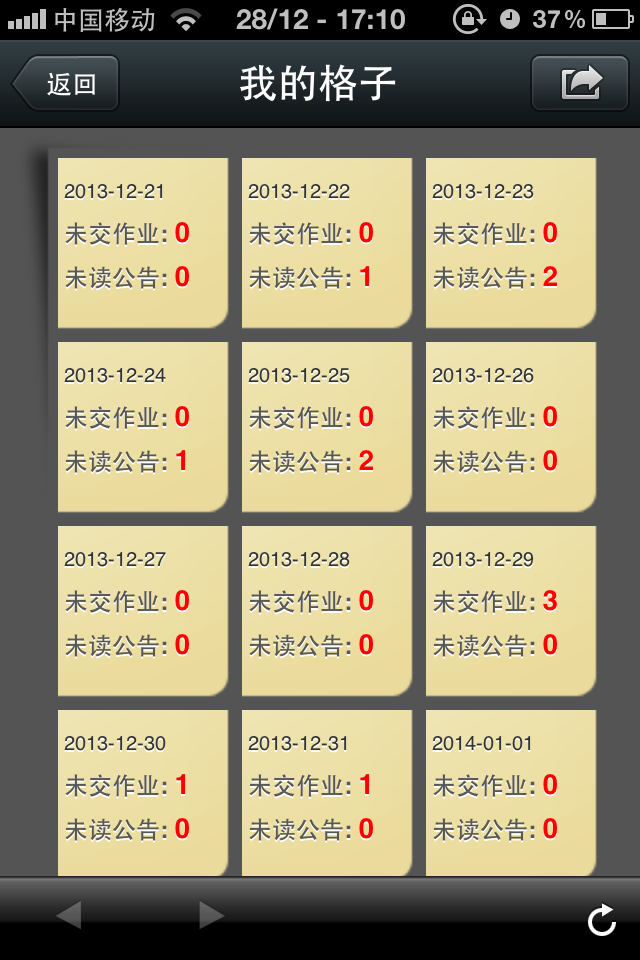 中国移动 28/12 - 17:10 37%
返回 我的格子
2013-12-21
未交作业: 0
未读公告: 0
2013-12-22
未交作业: 0
未读公告: 1
2013-12-23
未交作业: 0
未读公告: 2
2013-12-24
未交作业: 0
未读公告: 1
2013-12-25
未交作业: 0
未读公告: 2
2013-12-26
未交作业: 0
未读公告: 0
2013-12-27
未交作业: 0
未读公告: 0
2013-12-28
未交作业: 0
未读公告: 0
2013-12-29
未交作业: 3
未读公告: 0
2013-12-30
未交作业: 1
未读公告: 0
2013-12-31
未交作业: 1
未读公告: 0
2014-01-01
未交作业: 0
未读公告: 0